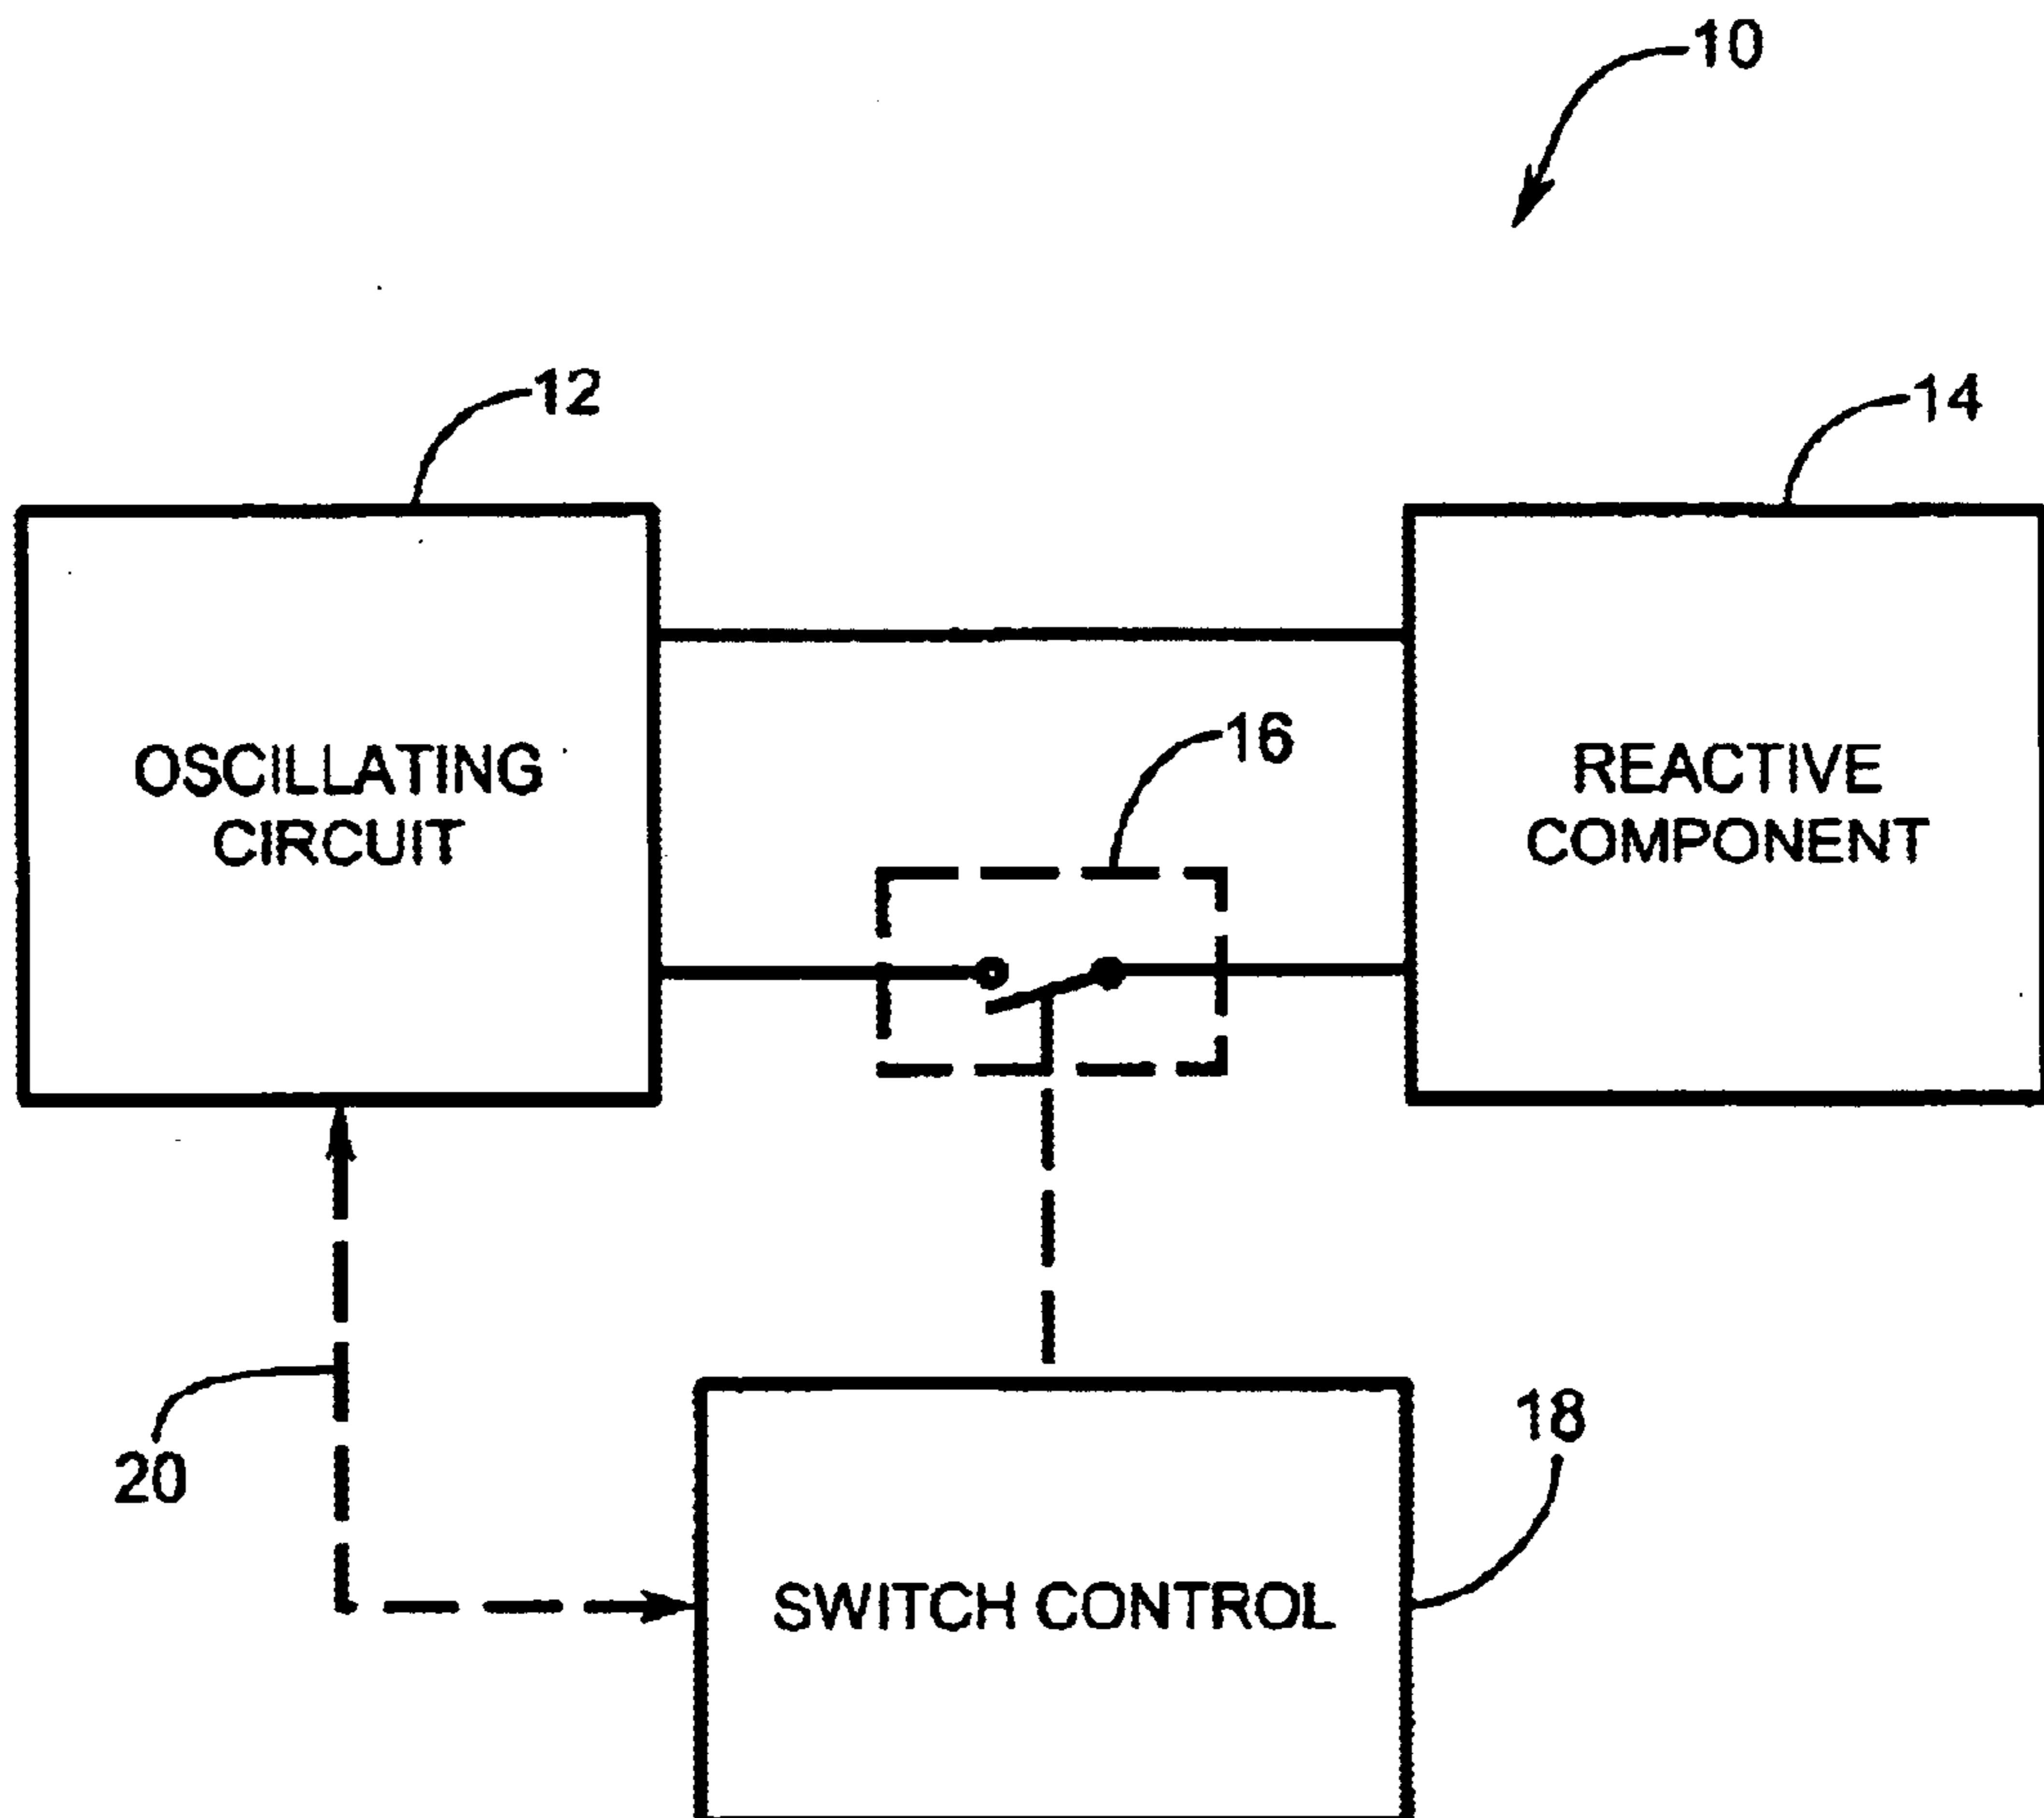 10
12
14
16
OSCILLATING
CIRCUIT
REACTIVE
COMPONENT
18
20
SWITCH CONTROL